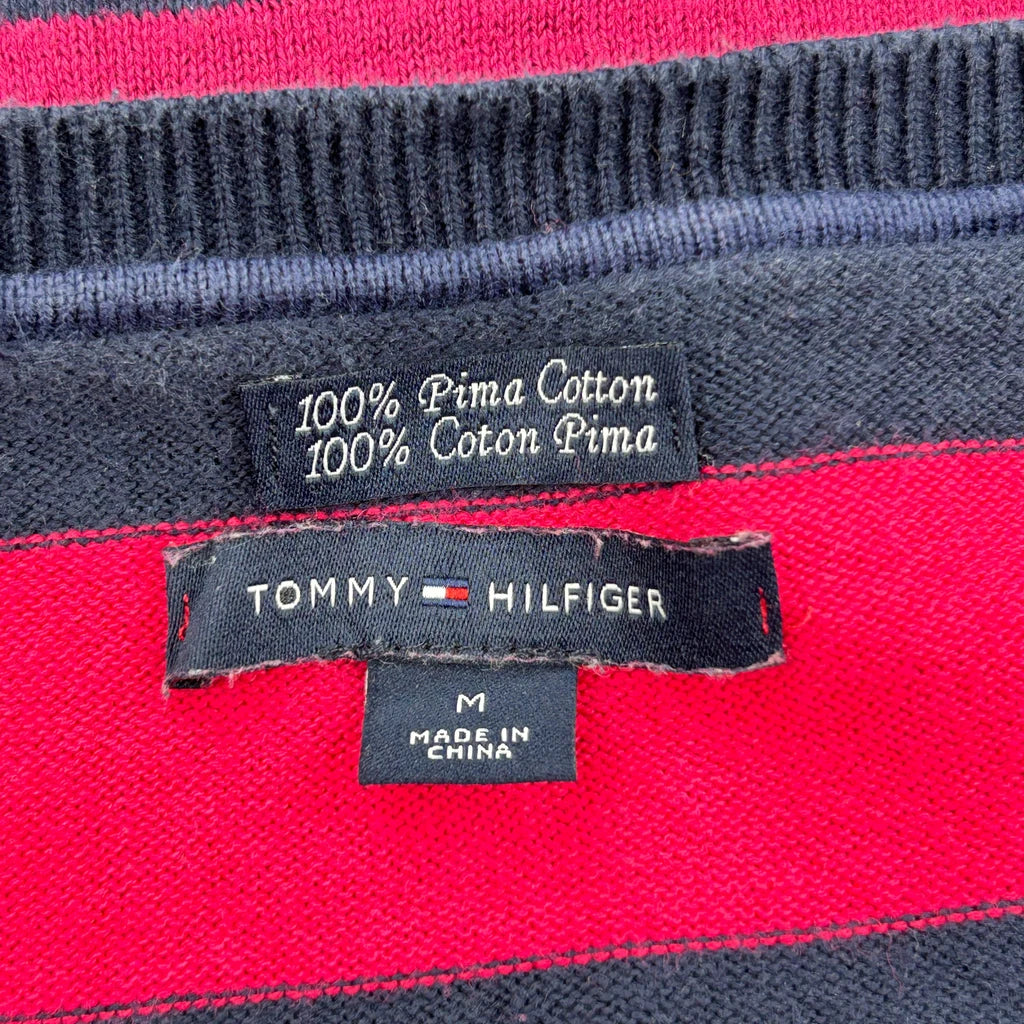 100% Pima Cotton
100% Coton Pima
TOMMY HILFIGER
M
MADE IN
CHINA